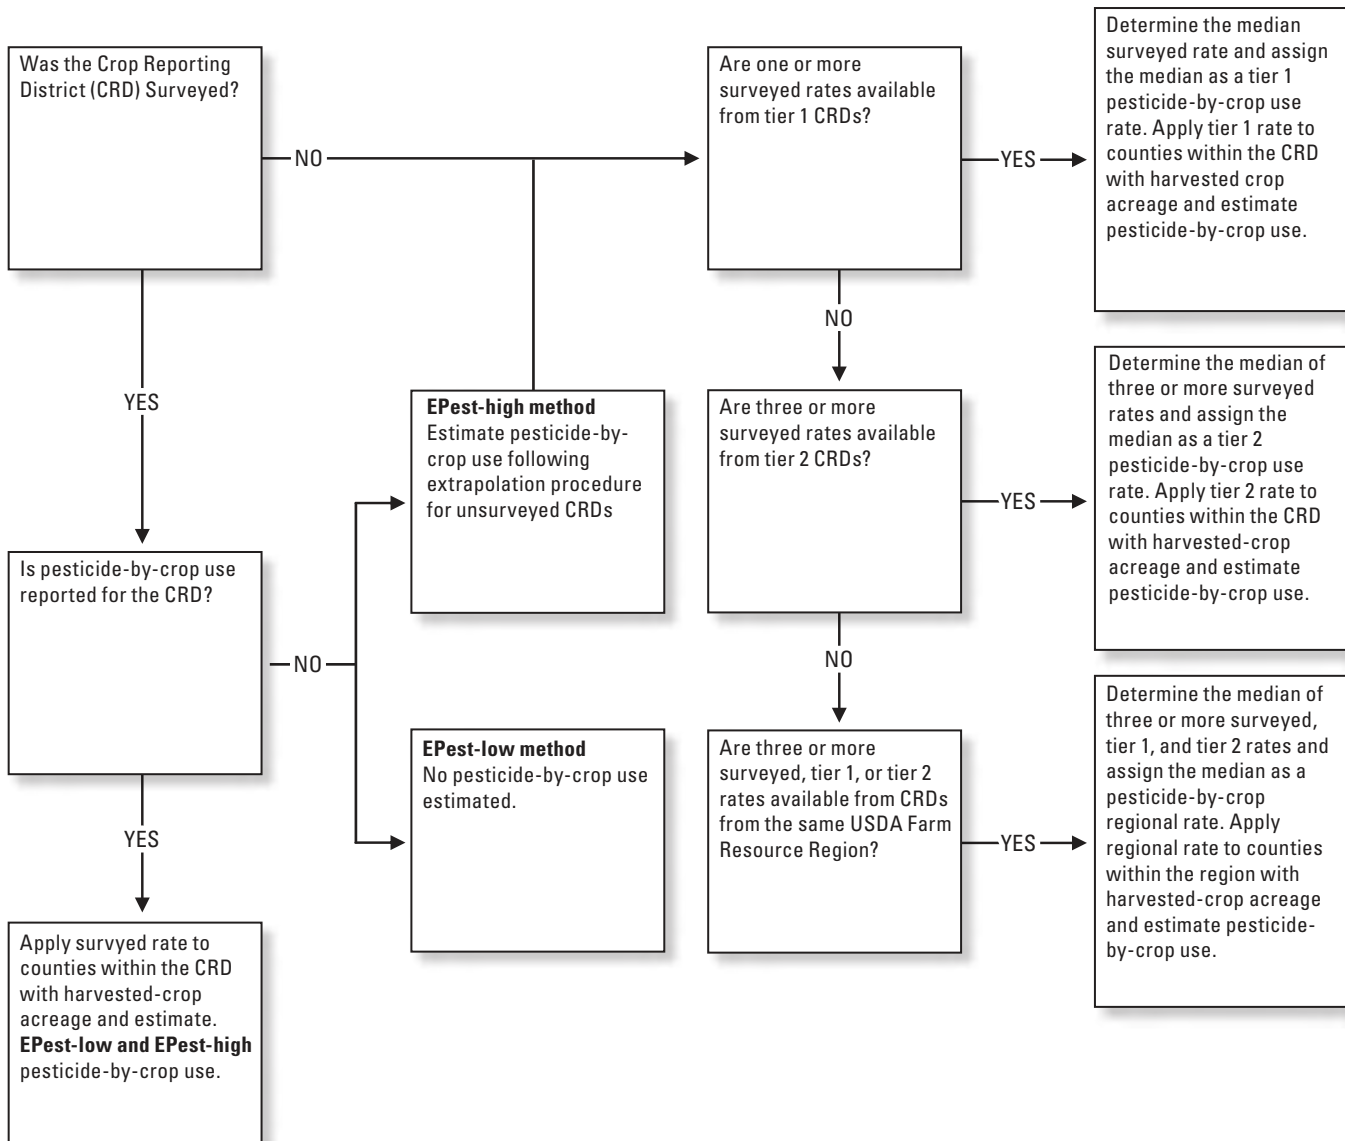 Was the Crop Reporting
District (CRD) Surveyed?
NO
YES
Is pesticide-by-crop use
reported for the CRD?
NO
YES
Apply survyed rate to
counties within the CRD
with harvested-crop
acreage and estimate.
EPest-low and EPest-high
pesticide-by-crop use.
EPest-high method
Estimate pesticide-by-
crop use following
extrapolation procedure
for unsurveyed CRDs
EPest-low method
No pesticide-by-crop use
estimated.
Are one or more
surveyed rates available
from tier 1 CRDs?
YES
NO
Are three or more
surveyed rates available
from tier 2 CRDs?
YES
NO
Are three or more
surveyed, tier 1, or tier 2
rates available from CRDs
from the same USDA Farm
Resource Region?
YES
Determine the median
surveyed rate and assign
the median as a tier 1
pesticide-by-crop use
rate. Apply tier 1 rate to
counties within the CRD
with harvested crop
acreage and estimate
pesticide-by-crop use.
Determine the median of
three or more surveyed
rates and assign the
median as a tier 2
pesticide-by-crop use
rate. Apply tier 2 rate to
counties within the CRD
with harvested-crop
acreage and estimate
pesticide-by-crop use.
Determine the median of
three or more surveyed,
tier 1, and tier 2 rates and
assign the median as a
pesticide-by-crop
regional rate. Apply
regional rate to counties
within the region with
harvested-crop acreage
and estimate pesticide-
by-crop use.